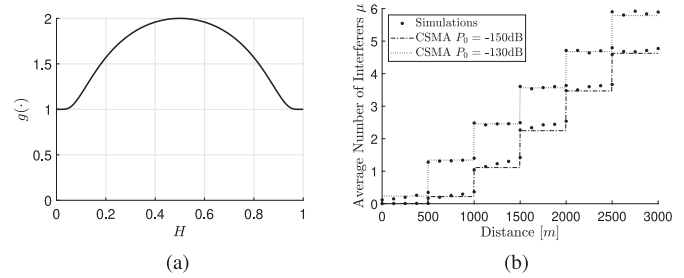 2
1.5
1
0.5
0
g(·)
0 0.2 0.4 0.6 0.8 1
H
(a)
6
5
4
3
2
1
0
Average Number of Interferers μ
Simulations
CSMA P₀ = -150dB
CSMA P₀ = -130dB
0 500 1000 1500 2000 2500 3000
Distance [m]
(b)